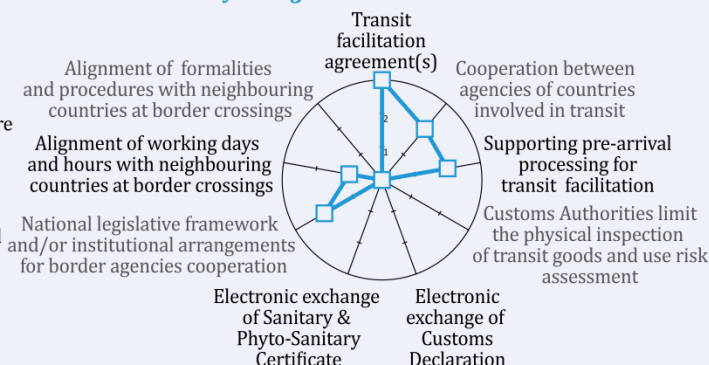 Transit
facilitation
agreement(s)
Alignment of formalities
and procedures with neighbouring
countries at border crossings
Cooperation between
agencies of countries
involved in transit
2
1
Alignment of working days
and hours with neighbouring
countries at border crossings
Supporting pre-arrival
processing for
transit facilitation
National legislative framework
and/or institutional arrangements
for border agencies cooperation
Customs Authorities limit
the physical inspection
of transit goods and use risk
assessment
Electronic exchange
of Sanitary &
Phyto-Sanitary
Certificate
Electronic
exchange of
Customs
Declaration